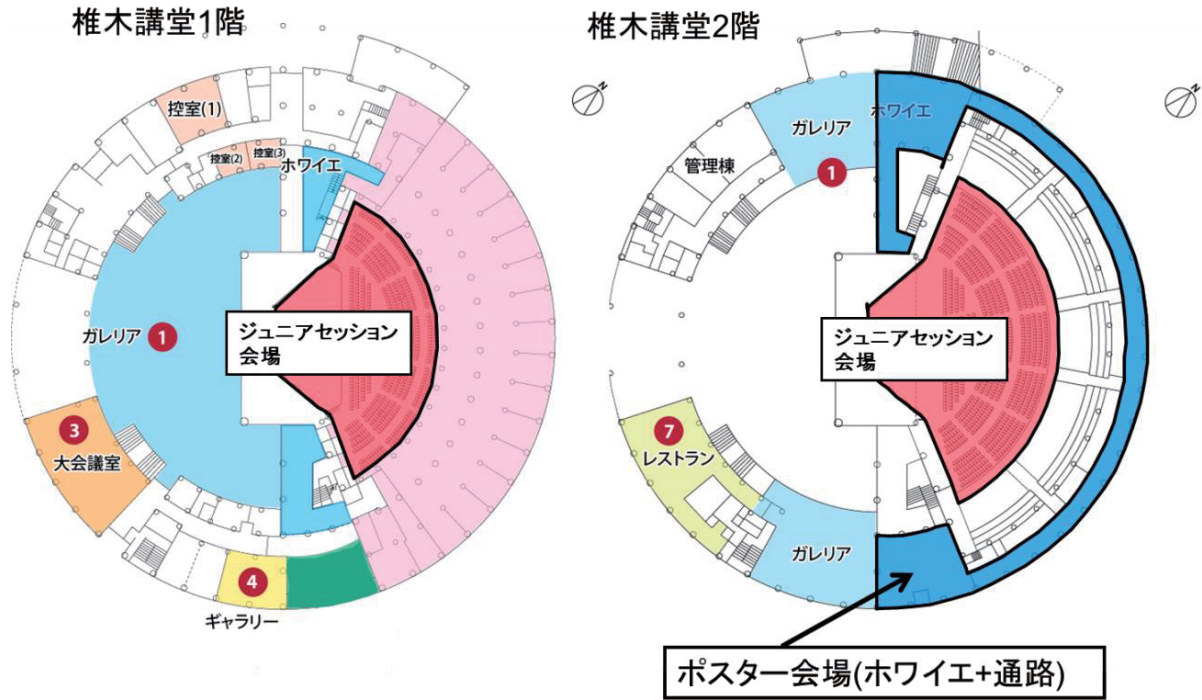 椎木講堂1階
控室(1)
控室(2)
控室(3)
ホワイエ
ガレリア
1
ジュニアセッション
会場
3
大会議室
4
ギャラリー
椎木講堂2階
ホワイエ
ガレリア
1
管理棟
ジュニアセッション
会場
7
レストラン
ガレリア
ポスター会場(ホワイエ+通路)